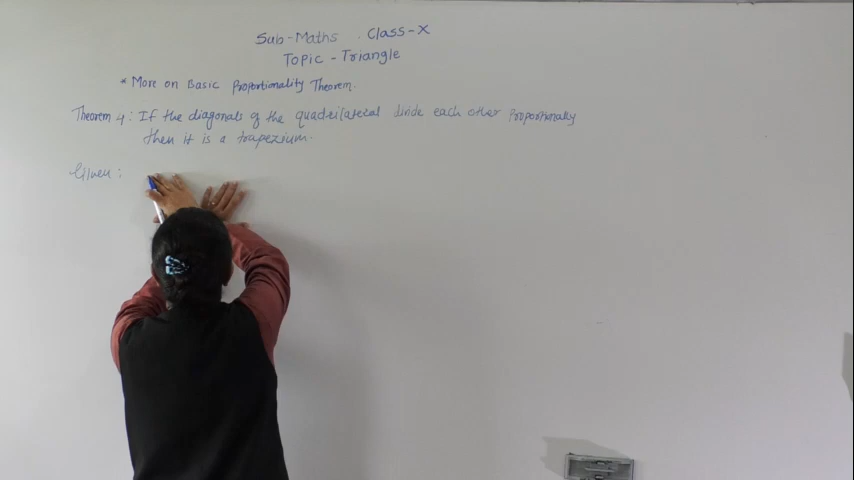 Sub-Maths . Class-X
Topic - Triangle
* More on Basic Proportionality Theorem.
Theorem 4: If the diagonals of the quadrilateral divide each other proportionally
then it is a trapezium.
Given: